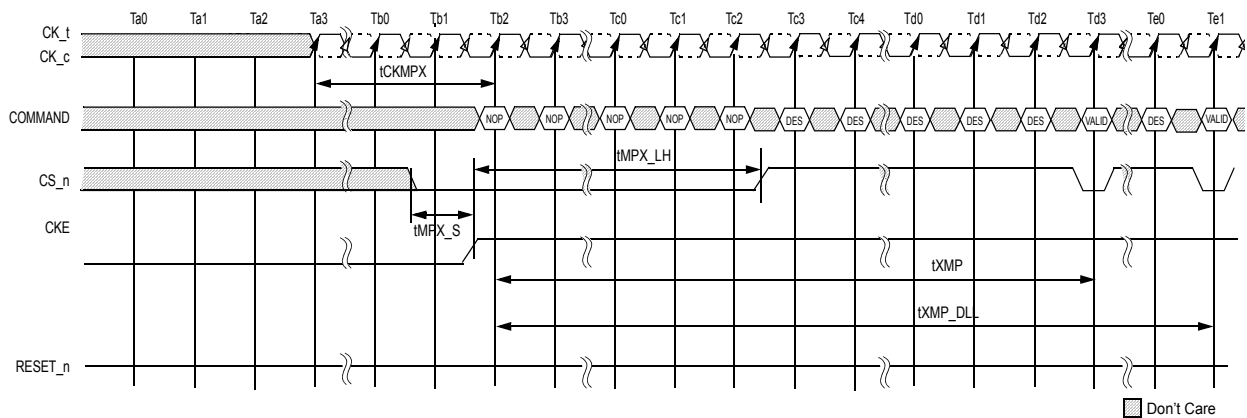 Ta0 Ta1 Ta2 Ta3 Tb0 Tb1 Tb2 Tb3 Tc0 Tc1 Tc2 Tc3 Tc4 Td0 Td1 Td2 Td3 Te0 Te1
CK_t
CK_c
tCKMPX
COMMAND NOP NOP NOP NOP NOP DES DES DES DES DES VALID DES VALID
tMPX_LH
CS_n
tMPX_S
CKE
tXMP
tXMP_DLL
RESET_n
Don't Care